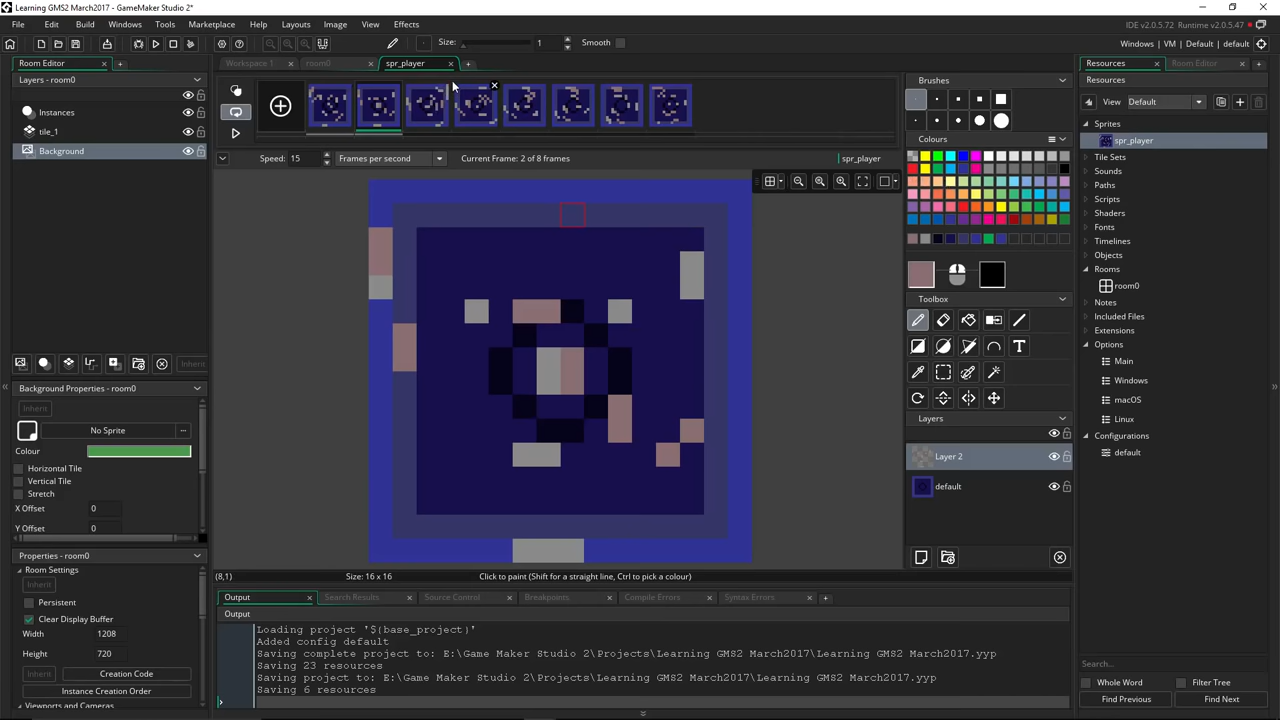 Learning GMS2 March2017 - GameMaker Studio 2*
File Edit Build Windows Tools Marketplace Help Layouts Image View Effects
IDE v2.0.5.72 Runtime v2.0.5.47
Size: 1 Smooth
Windows | VM | Default | default
Room Editor
Workspace 1 room0 spr_player
Resources Room Editor
Layers - room0
Instances
tile_1
Background
Speed: 15 Frames per second Current Frame: 2 of 8 frames spr_player
Inherit
Background Properties - room0
Inherit
No Sprite ...
Colour
Horizontal Tile
Vertical Tile
Stretch
X Offset 0
Y Offset 0
Properties - room0
Room Settings
Inherit
Persistent
Clear Display Buffer
Width 1208
Height 720
Inherit Creation Code
Instance Creation Order
Viewports and Cameras
(8,1) Size: 16 x 16 Click to paint (Shift for a straight line, Ctrl to pick a colour)
Output Search Results Source Control Breakpoints Compile Errors Syntax Errors
Output
Loading project '${base_project}'
Added config default
Saving complete project to: E:\Game Maker Studio 2\Projects\Learning GMS2 March2017\Learning GMS2 March2017.yyp
Saving 23 resources
Saving project to: E:\Game Maker Studio 2\Projects\Learning GMS2 March2017\Learning GMS2 March2017.yyp
Saving 6 resources
Brushes
Colours
Toolbox
T
Layers
Layer 2
default
Resources
View Default
Sprites
spr_player
Tile Sets
Sounds
Paths
Scripts
Shaders
Fonts
Timelines
Objects
Rooms
room0
Notes
Included Files
Extensions
Options
Main
Windows
macOS
Linux
Configurations
default
Search...
Whole Word Filter Tree
Find Previous Find Next